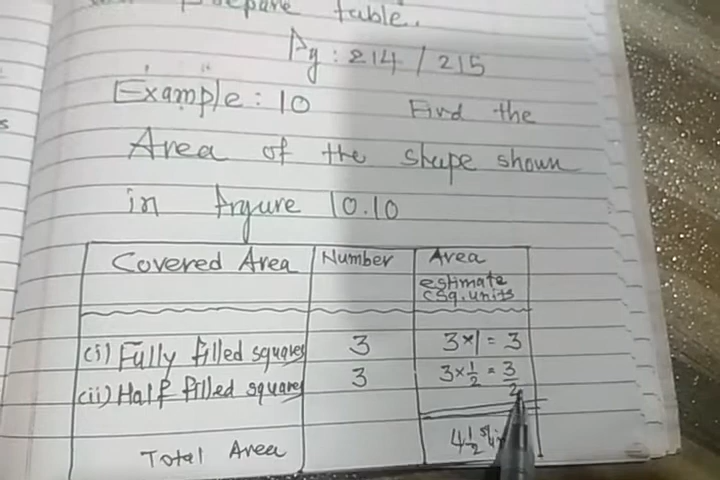 prepare table.
Pg : 214 / 215
Example : 10 Find the
Area of the shape shown
in 10.10
Covered Area Number Area
estimate
(sq. units
(i) Fully filled squares 3 3×1 = 3
(ii) Half filled squares 3 3×1/2 = 3/2
Total Area 4 1/2